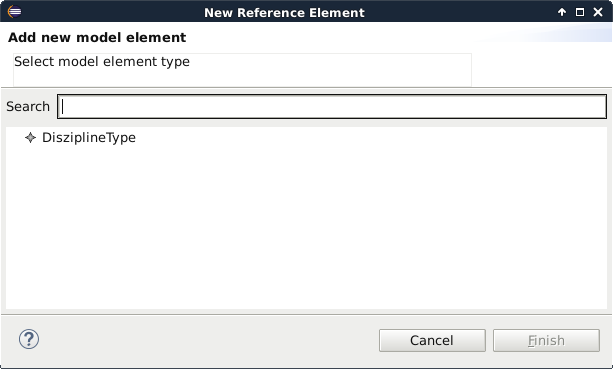 New Reference Element
Add new model element
Select model element type
Search
DisziplineType
?
Cancel
Finish